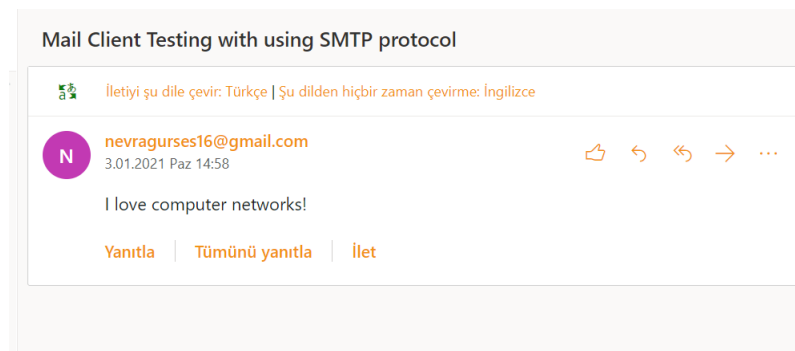 Mail Client Testing with using SMTP protocol
İletiyi şu dile çevir: Türkçe | Şu dilden hiçbir zaman çevirme: İngilizce
N
nevragurses16@gmail.com
3.01.2021 Paz 14:58
I love computer networks!
Yanıtla | Tümünü yanıtla | İlet